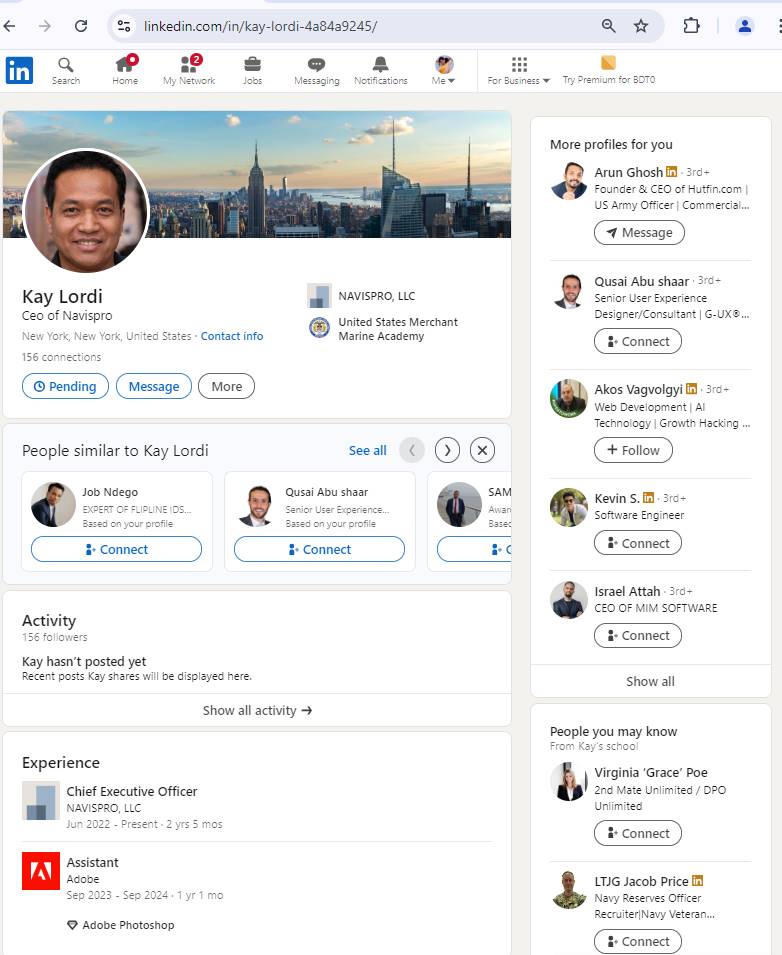 linkedin.com/in/kay-lordi-4a84a9245/
in
2
Search
Home
My Network
Jobs
Messaging
Notifications
Me
For Business
Try Premium for BDT0
Kay Lordi
Ceo of Navispro
New York, New York, United States · Contact info
156 connections
Pending
Message
More
NAVISPRO, LLC
United States Merchant
Marine Academy
People similar to Kay Lordi
See all
Job Ndego
EXPERT OF FLIPLINE IDS...
Based on your profile
Connect
Qusai Abu shaar
Senior User Experience...
Based on your profile
Connect
SAM
Awar
Based
C
Activity
156 followers
Kay hasn't posted yet
Recent posts Kay shares will be displayed here.
Show all activity →
Experience
Chief Executive Officer
NAVISPRO, LLC
Jun 2022 - Present · 2 yrs 5 mos
Assistant
Adobe
Sep 2023 - Sep 2024 · 1 yr 1 mo
Adobe Photoshop
More profiles for you
Arun Ghosh in · 3rd+
Founder & CEO of Hutfin.com |
US Army Officer | Commercial...
Message
Qusai Abu shaar · 3rd+
Senior User Experience
Designer/Consultant | G-UX®...
Connect
Akos Vagvolgyi in · 3rd+
Web Development | AI
Technology | Growth Hacking ...
Follow
Kevin S. in · 3rd+
Software Engineer
Connect
Israel Attah · 3rd+
CEO OF MIM SOFTWARE
Connect
Show all
People you may know
From Kay's school
Virginia 'Grace' Poe
2nd Mate Unlimited / DPO
Unlimited
Connect
LTJG Jacob Price in
Navy Reserves Officer
Recruiter|Navy Veteran...
Connect